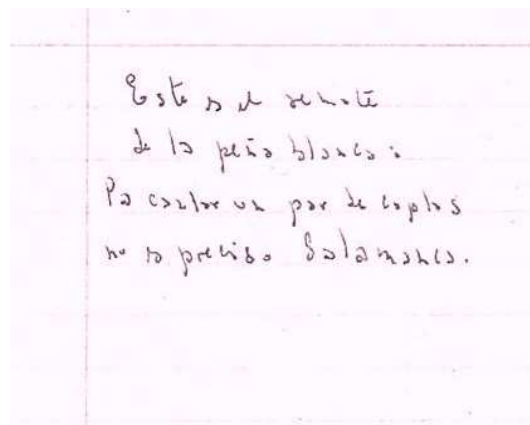 Este es el remate
de la peña blanca:
Pa cantar un par de coplas
no es preciso Salamanca.